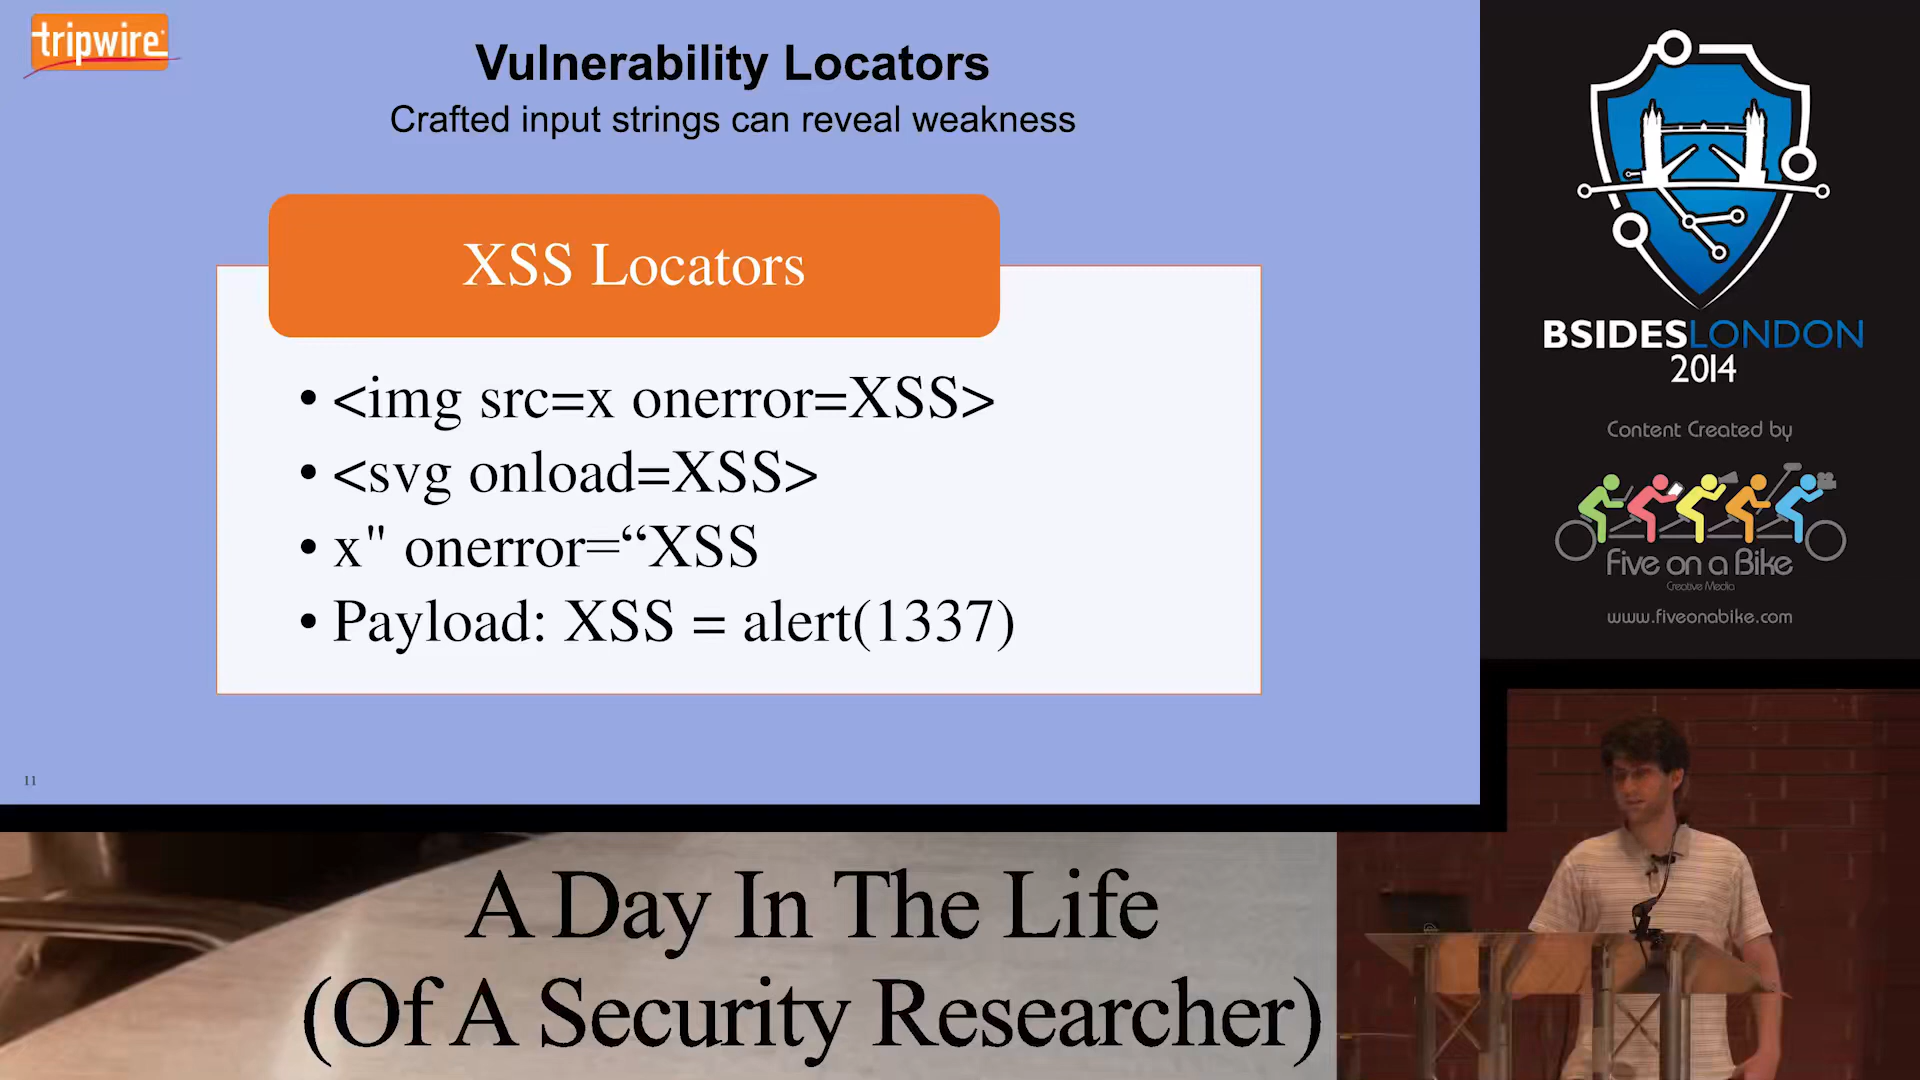 tripwire
Vulnerability Locators
Crafted input strings can reveal weakness
XSS Locators
• <img src=x onerror=XSS>
• <svg onload=XSS>
• x" onerror=“XSS
• Payload: XSS = alert(1337)
11
BSIDESLONDON
2014
Content Created by
Five on a Bike
Creative Media
www.fiveonabike.com
A Day In The Life
(Of A Security Researcher)